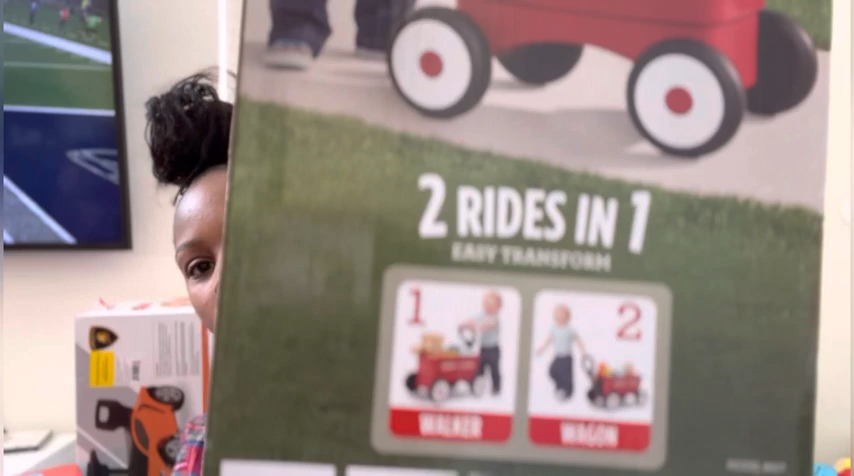 2 RIDES IN 1
EASY TRANSFORM
1
2
WALKER
WAGON